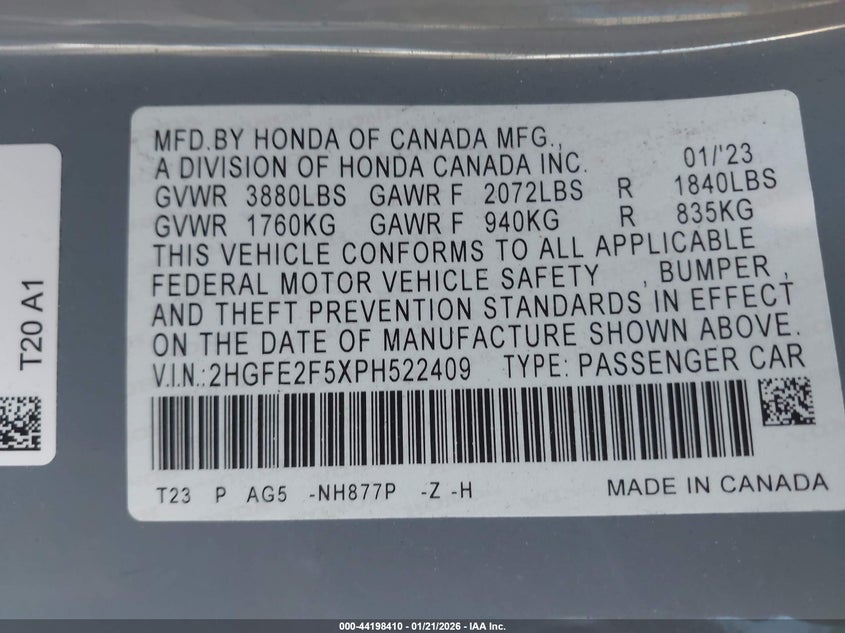 MFD.BY HONDA OF CANADA MFG.,
A DIVISION OF HONDA CANADA INC. 01/'23
GVWR 3880LBS GAWR F 2072LBS R 1840LBS
GVWR 1760KG GAWR F 940KG R 835KG
THIS VEHICLE CONFORMS TO ALL APPLICABLE
FEDERAL MOTOR VEHICLE SAFETY , BUMPER ,
AND THEFT PREVENTION STANDARDS IN EFFECT
ON THE DATE OF MANUFACTURE SHOWN ABOVE.
V.I.N.:2HGFE2F5XPH522409 TYPE: PASSENGER CAR
T23 P AG5 -NH877P -Z -H MADE IN CANADA
T20 A1
000-44198410 - 01/21/2026 - IAA Inc.